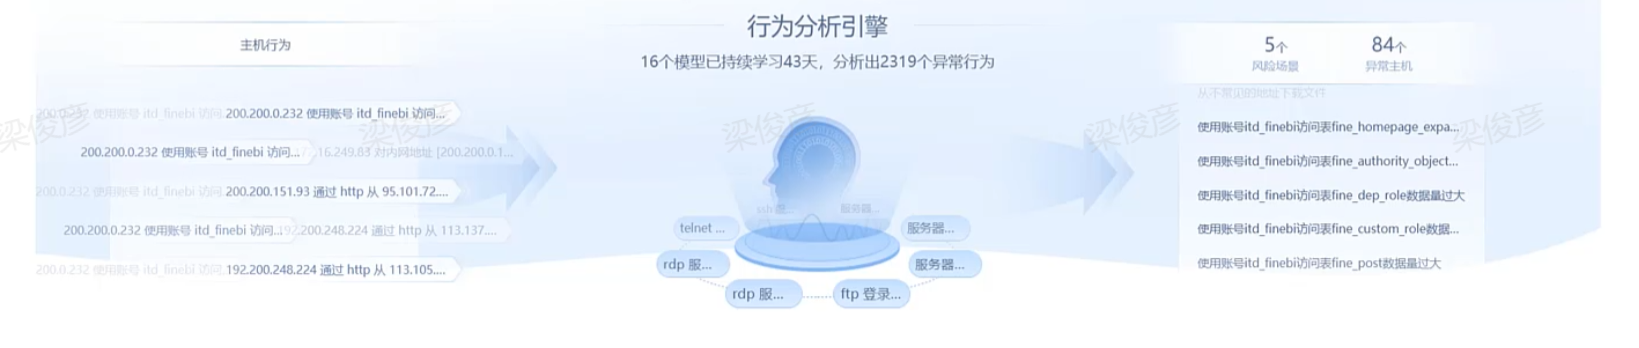 行为分析引擎
16个模型已持续学习43天，分析出2319个异常行为
主机行为
200.200.0.232 使用账号 itd_finebi 访问.. 200.200.0.232 使用账号 itd_finebi 访问...
200.200.0.232 使用账号 itd_finebi 访问... .16.249.83 对内网地址 [200.200.0.1...
200.200.0.232 使用账号 itd_finebi 访问.. 200.200.151.93 通过 http 从 95.101.72....
200.200.0.232 使用账号 itd_finebi 访问... 192.200.248.224 通过 http 从 113.137....
200.200.0.232 使用账号 itd_finebi 访问.. 192.200.248.224 通过 http 从 113.105....
telnet ...
rdp 服...
rdp 服...
ftp 登录...
服务器...
服务器...
服务器...
5个
风险场景
84个
异常主机
从不常见的地址下载文件
使用账号itd_finebi访问表fine_homepage_expa...
使用账号itd_finebi访问表fine_authority_object...
使用账号itd_finebi访问表fine_dep_role数据量过大
使用账号itd_finebi访问表fine_custom_role数据...
使用账号itd_finebi访问表fine_post数据量过大
梁俊彦
梁俊彦
梁俊彦
梁俊彦
梁俊彦